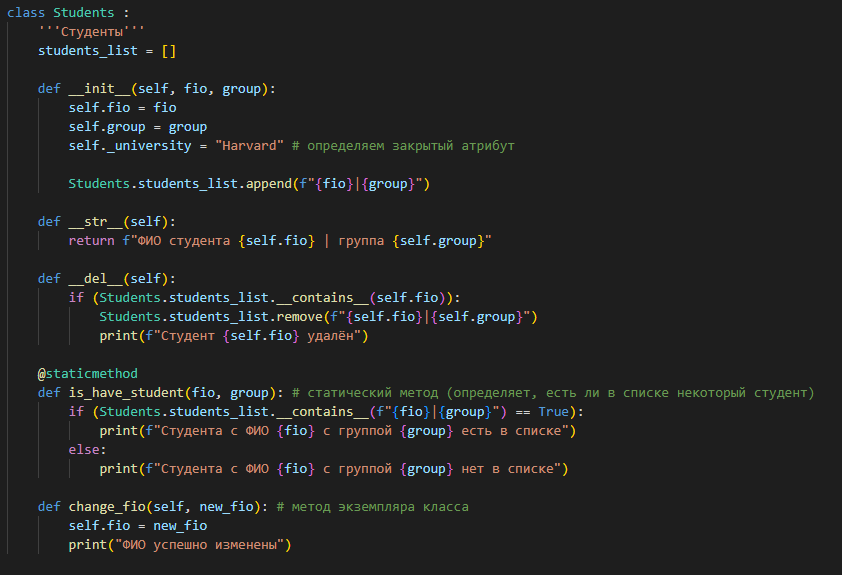 class Students :
    '''Студенты'''
    students_list = []

    def __init__(self, fio, group):
        self.fio = fio
        self.group = group
        self._university = "Harvard" # определяем закрытый атрибут

        Students.students_list.append(f"{fio}|{group}")

    def __str__(self):
        return f"ФИО студента {self.fio} | группа {self.group}"

    def __del__(self):
        if (Students.students_list.__contains__(self.fio)):
            Students.students_list.remove(f"{self.fio}|{self.group}")
            print(f"Студент {self.fio} удалён")

    @staticmethod
    def is_have_student(fio, group): # статический метод (определяет, есть ли в списке некоторый студент)
        if (Students.students_list.__contains__(f"{fio}|{group}") == True):
            print(f"Студента с ФИО {fio} с группой {group} есть в списке")
        else:
            print(f"Студента с ФИО {fio} с группой {group} нет в списке")

    def change_fio(self, new_fio): # метод экземпляра класса
        self.fio = new_fio
        print("ФИО успешно изменены")